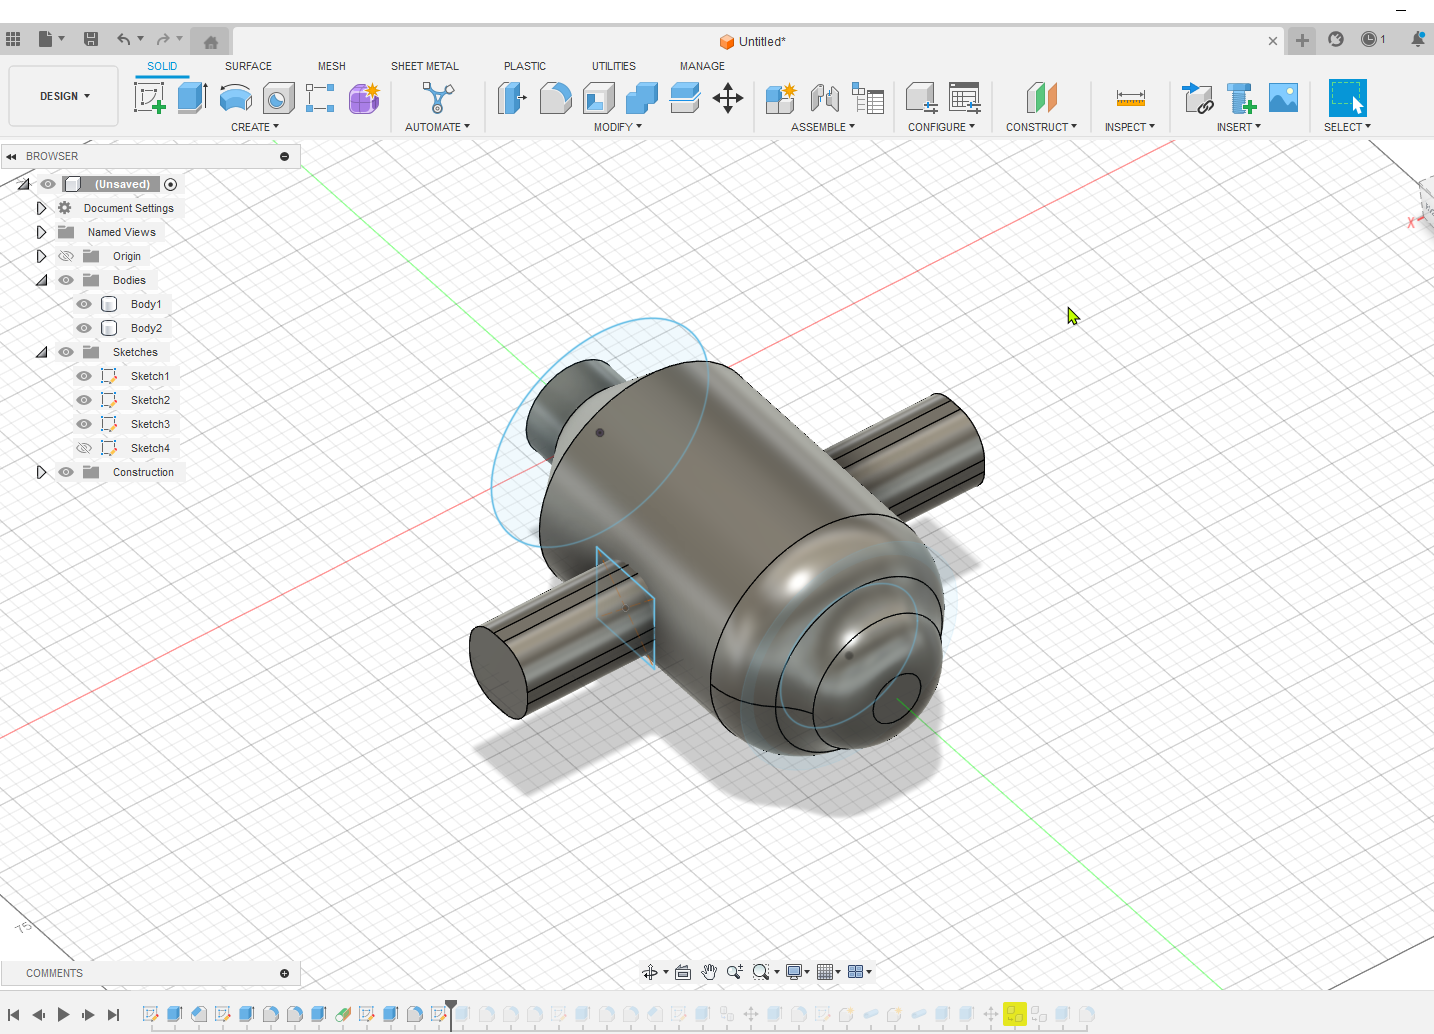 Untitled*
1
SOLID SURFACE MESH SHEET METAL PLASTIC UTILITIES MANAGE
DESIGN
CREATE AUTOMATE MODIFY ASSEMBLE CONFIGURE CONSTRUCT INSPECT INSERT SELECT
BROWSER
(Unsaved)
Document Settings
Named Views
Origin
Bodies
Body1
Body2
Sketches
Sketch1
Sketch2
Sketch3
Sketch4
Construction
X
75
COMMENTS